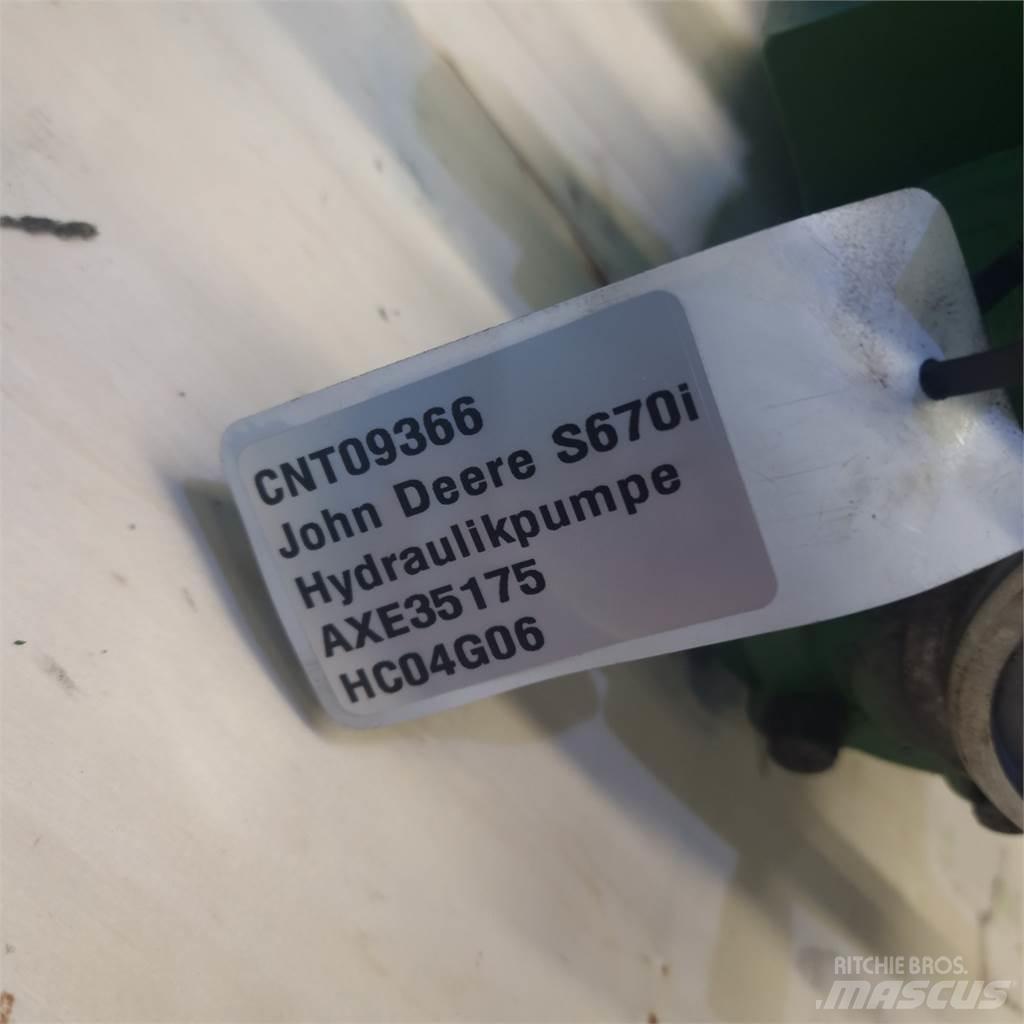 CNT09366
John Deere S670i
Hydraulikpumpe
AXE35175
HC04G06
RITCHIE BROS.
MASCUS